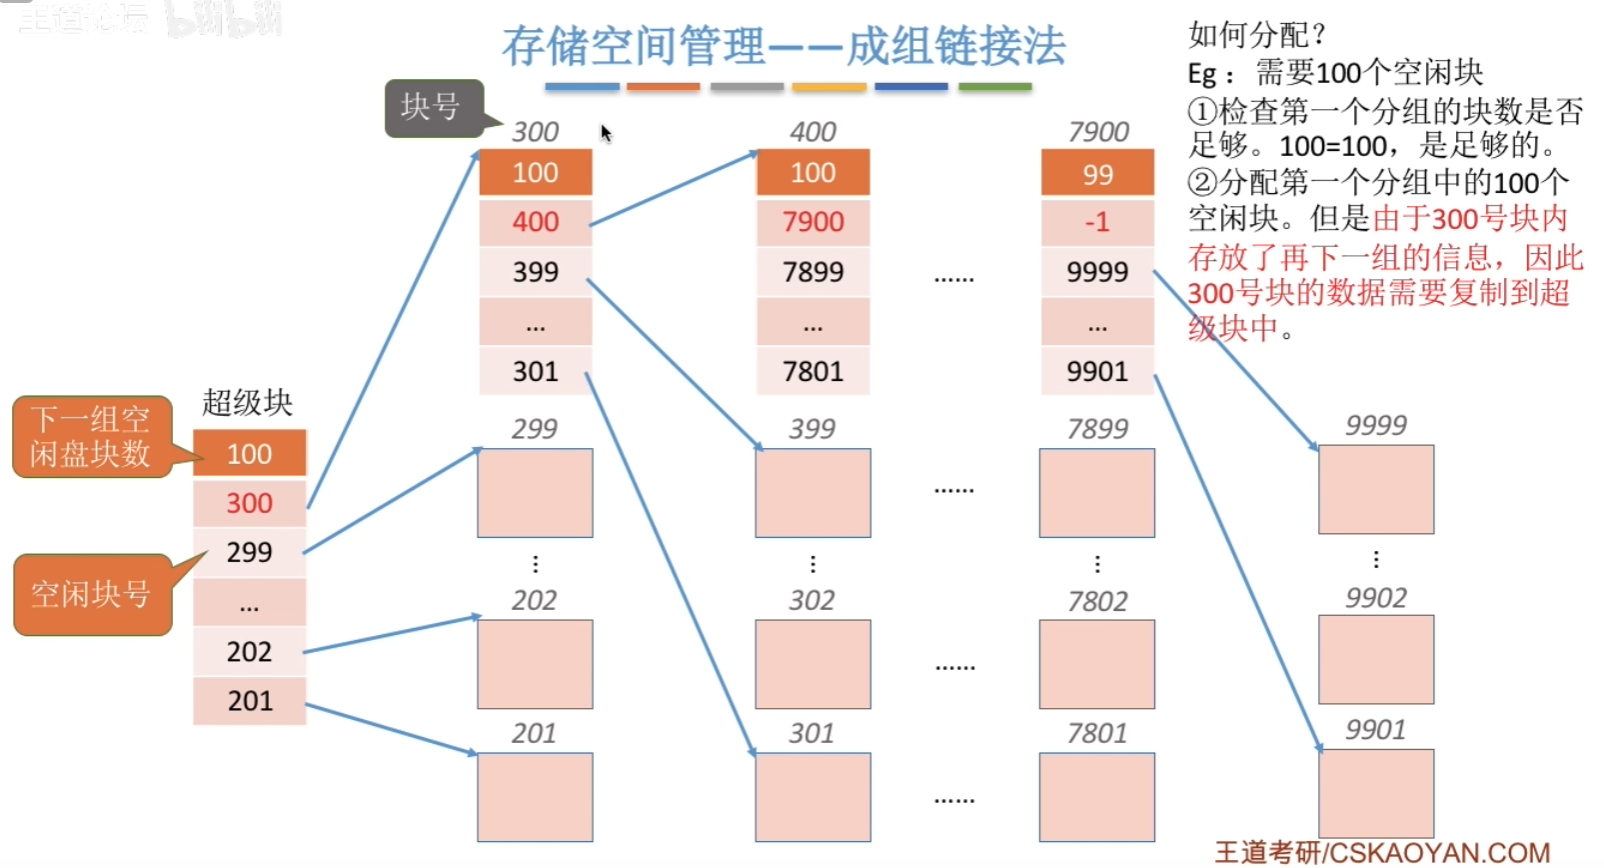 王道论坛 bilibili
存储空间管理——成组链接法
如何分配？
Eg：需要100个空闲块
①检查第一个分组的块数是否
足够。100=100，是足够的。
②分配第一个分组中的100个
空闲块。但是由于300号块内
存放了再下一组的信息，因此
300号块的数据需要复制到超
级块中。
块号
300
100
400
399
...
301
400
100
7900
7899
...
7801
......
7900
99
-1
9999
...
9901
超级块
下一组空
闲盘块数
空闲块号
100
300
299
...
202
201
299
399
......
7899
9999
⋮
⋮
⋮
⋮
202
302
......
7802
9902
201
301
......
7801
9901
王道考研/CSKAOYAN.COM